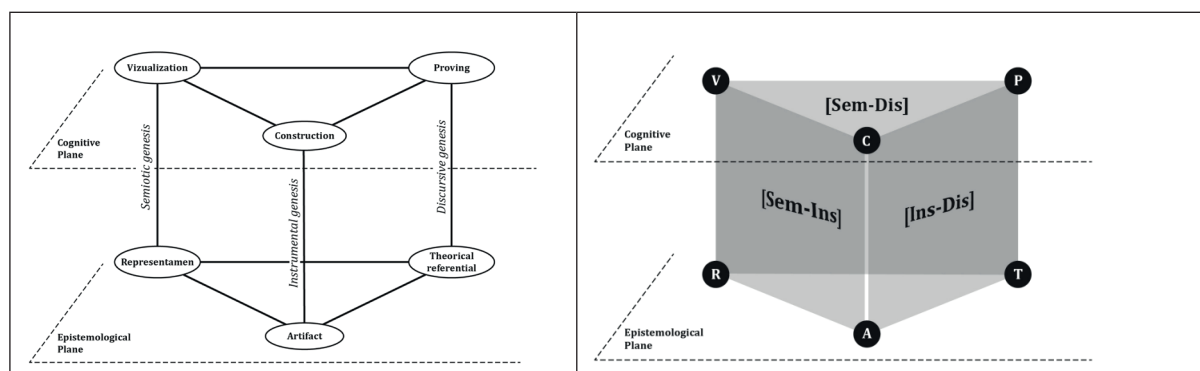 Vizualization
Proving
Construction
Cognitive
Plane
Semiotic genesis
Instrumental genesis
Discursive genesis
Representamen
Theorical
referential
Artifact
Epistemological
Plane
V
P
[Sem-Dis]
C
Cognitive
Plane
[Sem-Ins]
[Ins-Dis]
R
T
A
Epistemological
Plane